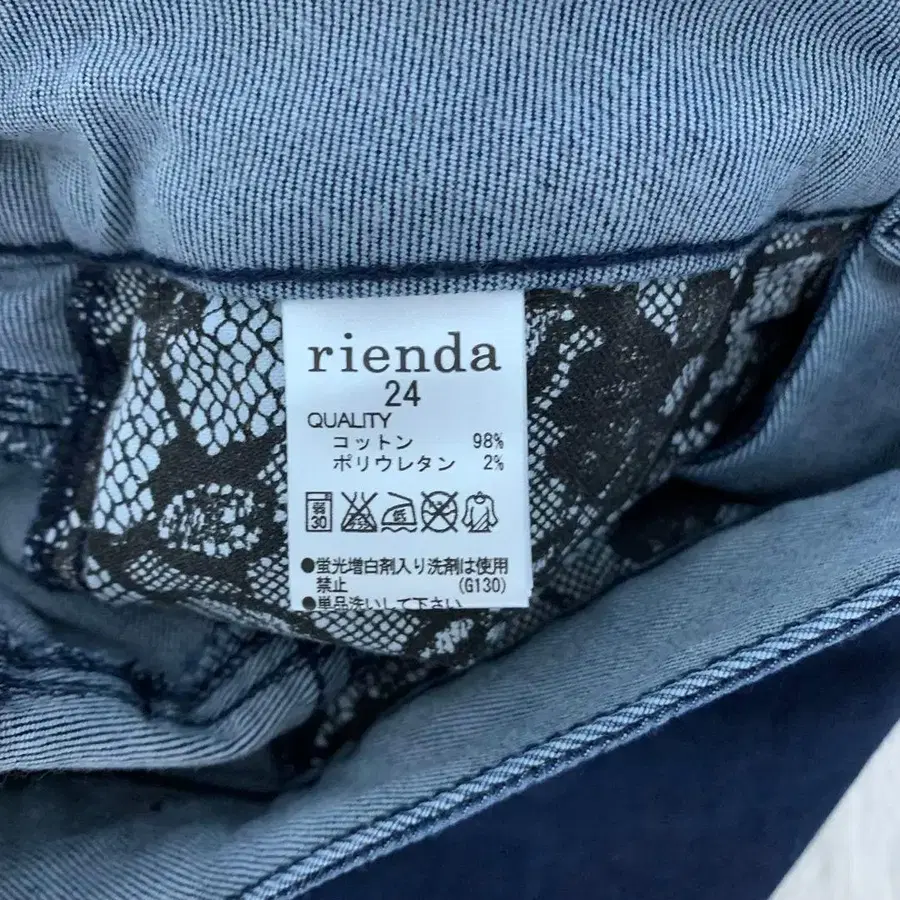 rienda
24
QUALITY
コットン 98%
ポリウレタン 2%
弱 30 低
●蛍光増白剤入り洗剤は使用
禁止 (G130)
●単品洗いして下さい